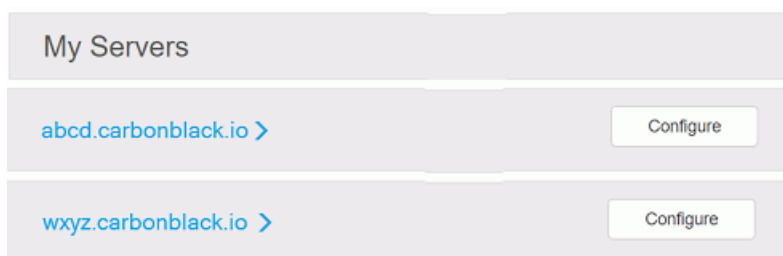 My Servers
abcd.carbonblack.io >
Configure
wxyz.carbonblack.io >
Configure